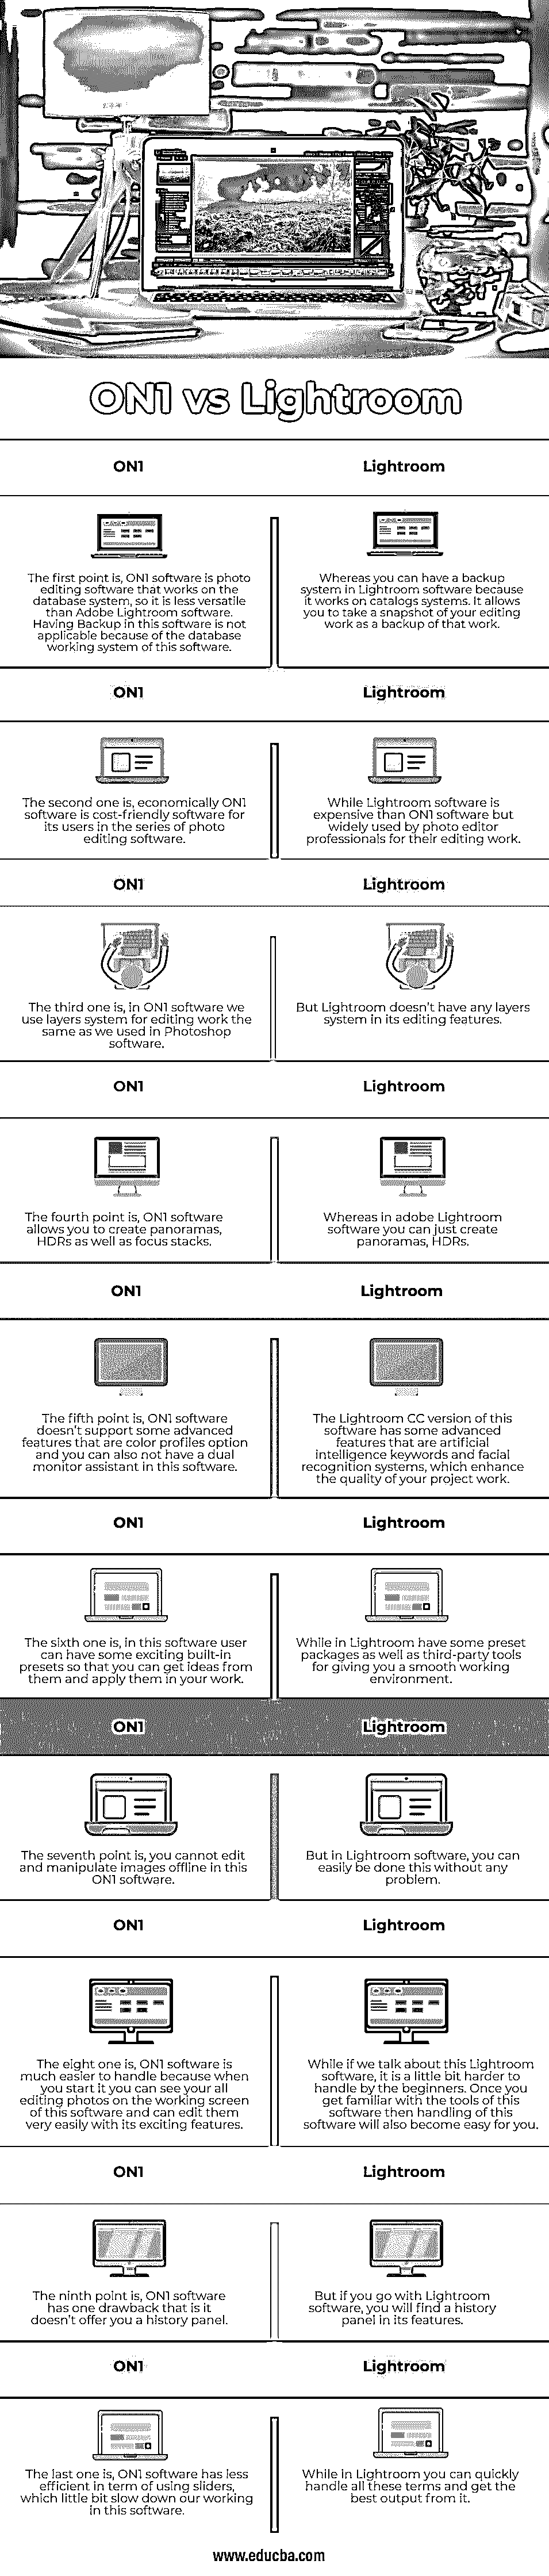 ON1 vs Lightroom
ON1
Lightroom
The first point is, ON1 software is photo
editing software that works on the
database system, so it is less versatile
than Adobe Lightroom software.
Having Backup in this software is not
applicable because of the database
working system of this software.
Whereas you can have a backup
system in Lightroom software because
it works on catalogs systems. It allows
you to take a snapshot of your editing
work as a backup of that work.
ON1
Lightroom
The second one is, economically ON1
software is cost-friendly software for
its users in the series of photo
editing software.
While Lightroom software is
expensive than ON1 software but
widely used by photo editor
professionals for their editing work.
ON1
Lightroom
The third one is, in ON1 software we
use layers system for editing work the
same as we used in Photoshop
software.
But Lightroom doesn't have any layers
system in its editing features.
ON1
Lightroom
The fourth point is, ON1 software
allows you to create panoramas,
HDRs as well as focus stacks.
Whereas in adobe Lightroom
software you can just create
panoramas, HDRs.
ON1
Lightroom
The fifth point is, ON1 software
doesn't support some advanced
features that are color profiles option
and you can also not have a dual
monitor assistant in this software.
The Lightroom CC version of this
software has some advanced
features that are artificial
intelligence keywords and facial
recognition systems, which enhance
the quality of your project work.
ON1
Lightroom
The sixth one is, in this software user
can have some exciting built-in
presets so that you can get ideas from
them and apply them in your work.
While in Lightroom have some preset
packages as well as third-party tools
for giving you a smooth working
environment.
ON1
Lightroom
The seventh point is, you cannot edit
and manipulate images offline in this
ON1 software.
But in Lightroom software, you can
easily be done this without any
problem.
ON1
Lightroom
The eight one is, ON1 software is
much easier to handle because when
you start it you can see your all
editing photos on the working screen
of this software and can edit them
very easily with its exciting features.
While if we talk about this Lightroom
software, it is a little bit harder to
handle by the beginners. Once you
get familiar with the tools of this
software then handling of this
software will also become easy for you.
ON1
Lightroom
The ninth point is, ON1 software
has one drawback that is it
doesn't offer you a history panel.
But if you go with Lightroom
software, you will find a history
panel in its features.
ON1
Lightroom
The last one is, ON1 software has less
efficient in term of using sliders,
which little bit slow down our working
in this software.
While in Lightroom you can quickly
handle all these terms and get the
best output from it.
www.educba.com